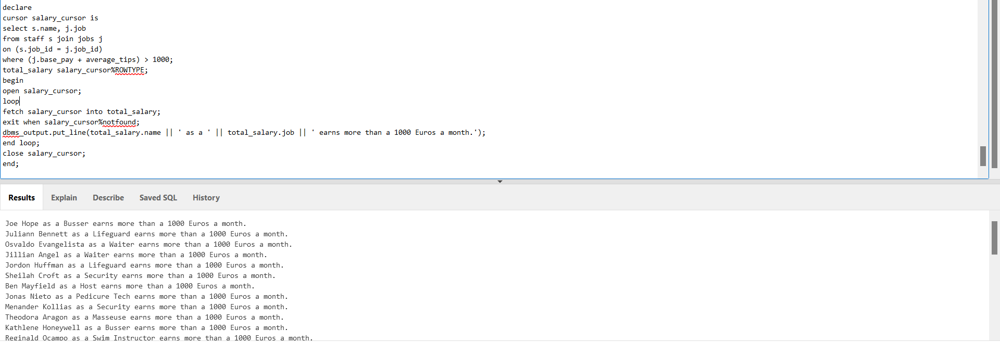 declare
cursor salary_cursor is
select s.name, j.job
from staff s join jobs j
on (s.job_id = j.job_id)
where (j.base_pay + average_tips) > 1000;
total_salary salary_cursor%ROWTYPE;
begin
open salary_cursor;
loop
fetch salary_cursor into total_salary;
exit when salary_cursor%notfound;
dbms_output.put_line(total_salary.name || ' as a ' || total_salary.job || ' earns more than a 1000 Euros a month.');
end loop;
close salary_cursor;
end;
Results Explain Describe Saved SQL History
Joe Hope as a Busser earns more than a 1000 Euros a month.
Juliann Bennett as a Lifeguard earns more than a 1000 Euros a month.
Osvaldo Evangelista as a Waiter earns more than a 1000 Euros a month.
Jillian Angel as a Waiter earns more than a 1000 Euros a month.
Jordon Huffman as a Lifeguard earns more than a 1000 Euros a month.
Sheilah Croft as a Security earns more than a 1000 Euros a month.
Ben Mayfield as a Host earns more than a 1000 Euros a month.
Jonas Nieto as a Pedicure Tech earns more than a 1000 Euros a month.
Menander Kollias as a Security earns more than a 1000 Euros a month.
Theodora Aragon as a Masseuse earns more than a 1000 Euros a month.
Kathlene Honeywell as a Busser earns more than a 1000 Euros a month.
Reginald Ocampo as a Swim Instructor earns more than a 1000 Euros a month.